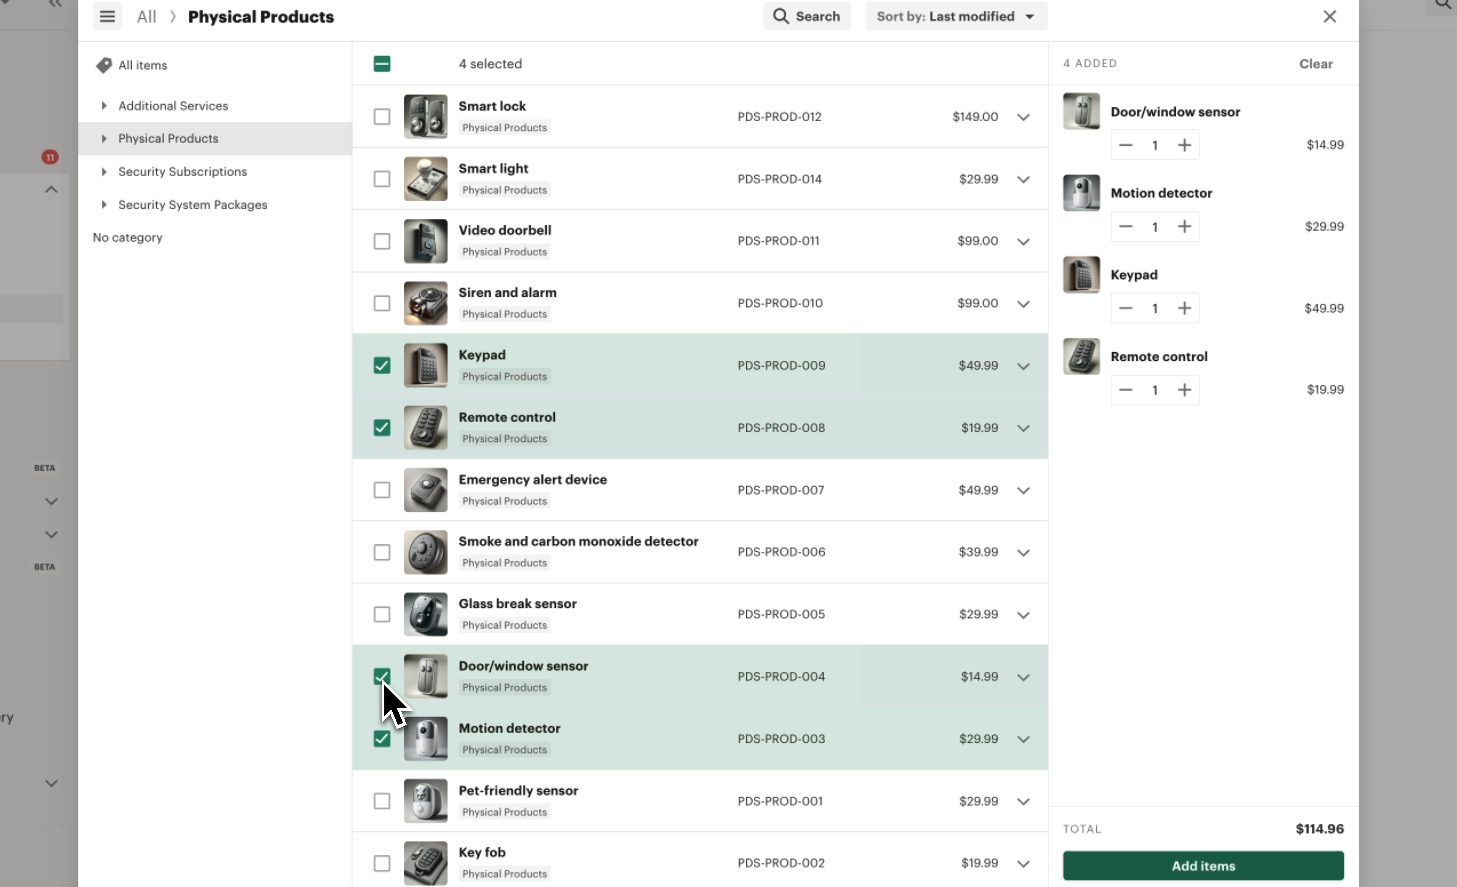 All > Physical Products
Search
Sort by: Last modified
All items
Additional Services
Physical Products
Security Subscriptions
Security System Packages
No category
11
BETA
BETA
ry
4 selected
Smart lock
Physical Products
PDS-PROD-012
$149.00
Smart light
Physical Products
PDS-PROD-014
$29.99
Video doorbell
Physical Products
PDS-PROD-011
$99.00
Siren and alarm
Physical Products
PDS-PROD-010
$99.00
Keypad
Physical Products
PDS-PROD-009
$49.99
Remote control
Physical Products
PDS-PROD-008
$19.99
Emergency alert device
Physical Products
PDS-PROD-007
$49.99
Smoke and carbon monoxide detector
Physical Products
PDS-PROD-006
$39.99
Glass break sensor
Physical Products
PDS-PROD-005
$29.99
Door/window sensor
Physical Products
PDS-PROD-004
$14.99
Motion detector
Physical Products
PDS-PROD-003
$29.99
Pet-friendly sensor
Physical Products
PDS-PROD-001
$29.99
Key fob
Physical Products
PDS-PROD-002
$19.99
4 ADDED
Clear
Door/window sensor
1
$14.99
Motion detector
1
$29.99
Keypad
1
$49.99
Remote control
1
$19.99
TOTAL
$114.96
Add items